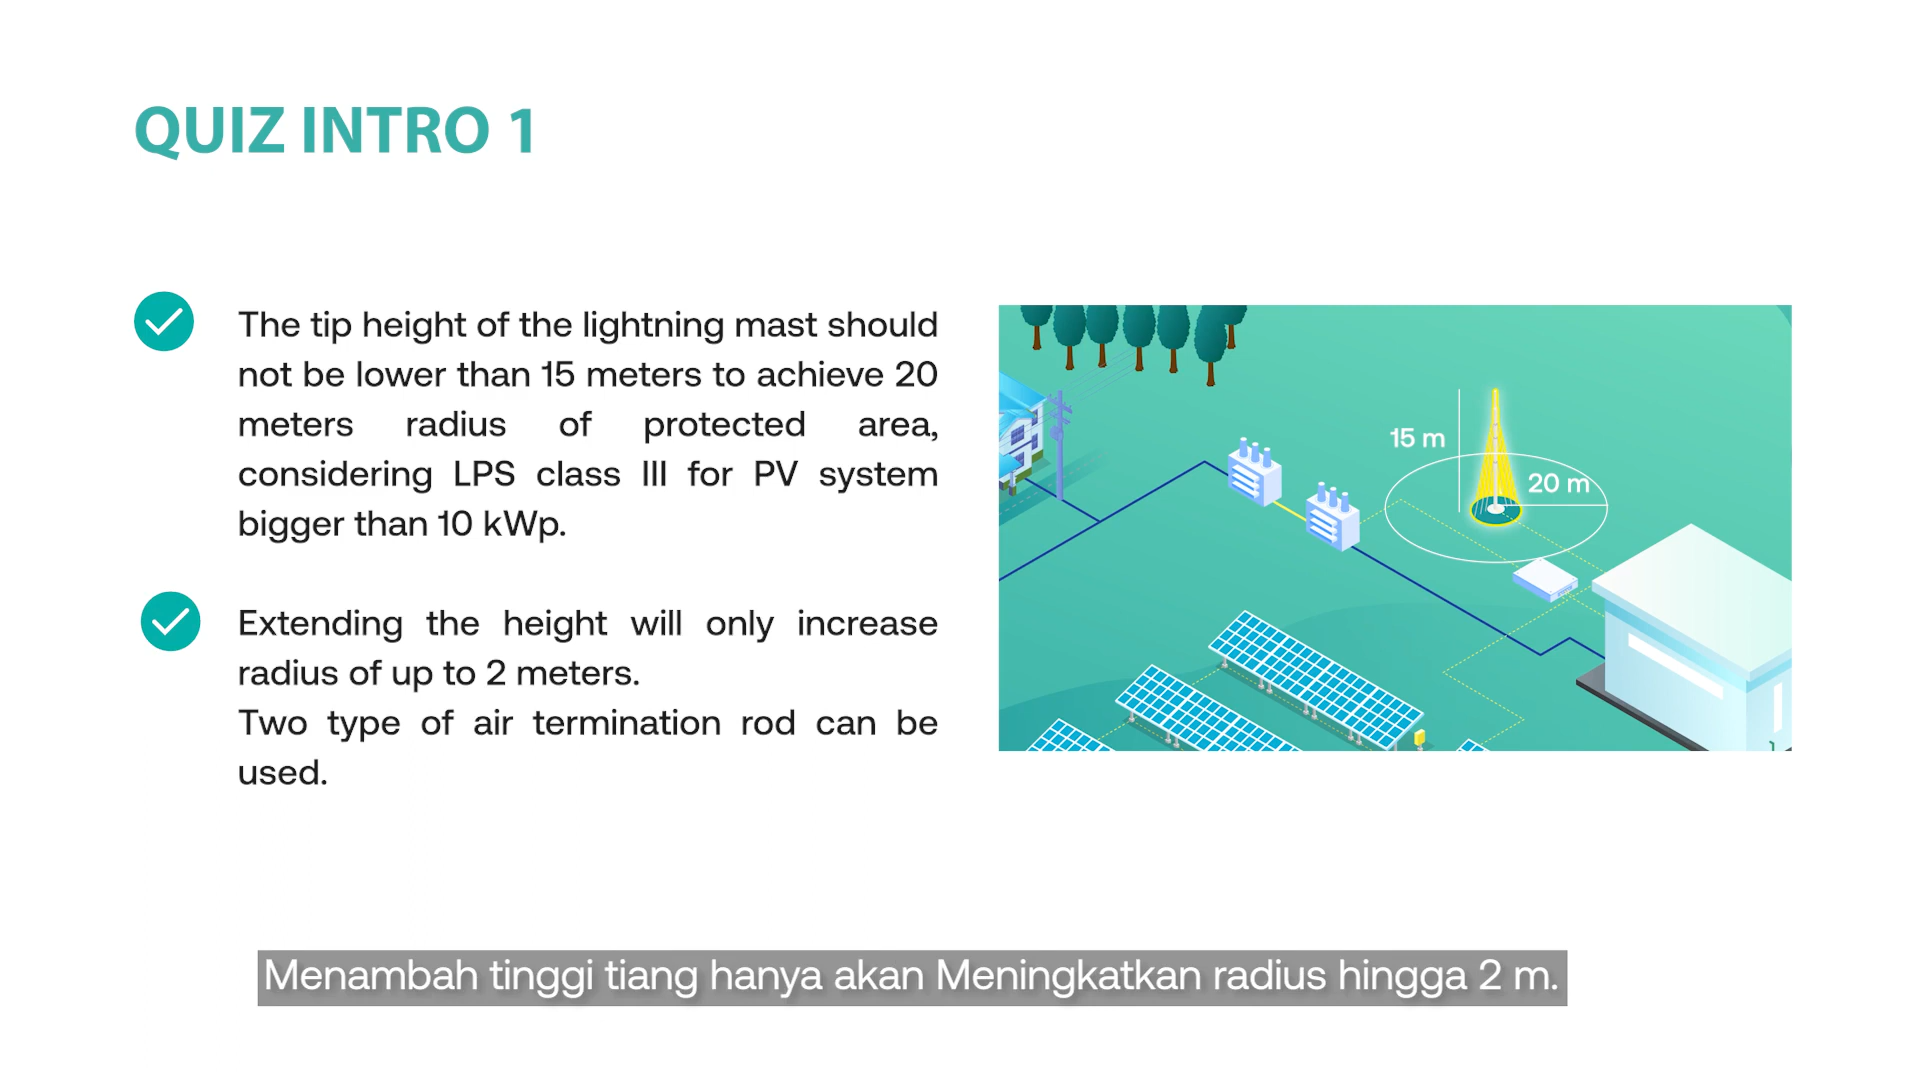 QUIZ INTRO 1
The tip height of the lightning mast should
not be lower than 15 meters to achieve 20
meters radius of protected area,
considering LPS class III for PV system
bigger than 10 kWp.
Extending the height will only increase
radius of up to 2 meters.
Two type of air termination rod can be
used.
15 m
20 m
Menambah tinggi tiang hanya akan Meningkatkan radius hingga 2 m.